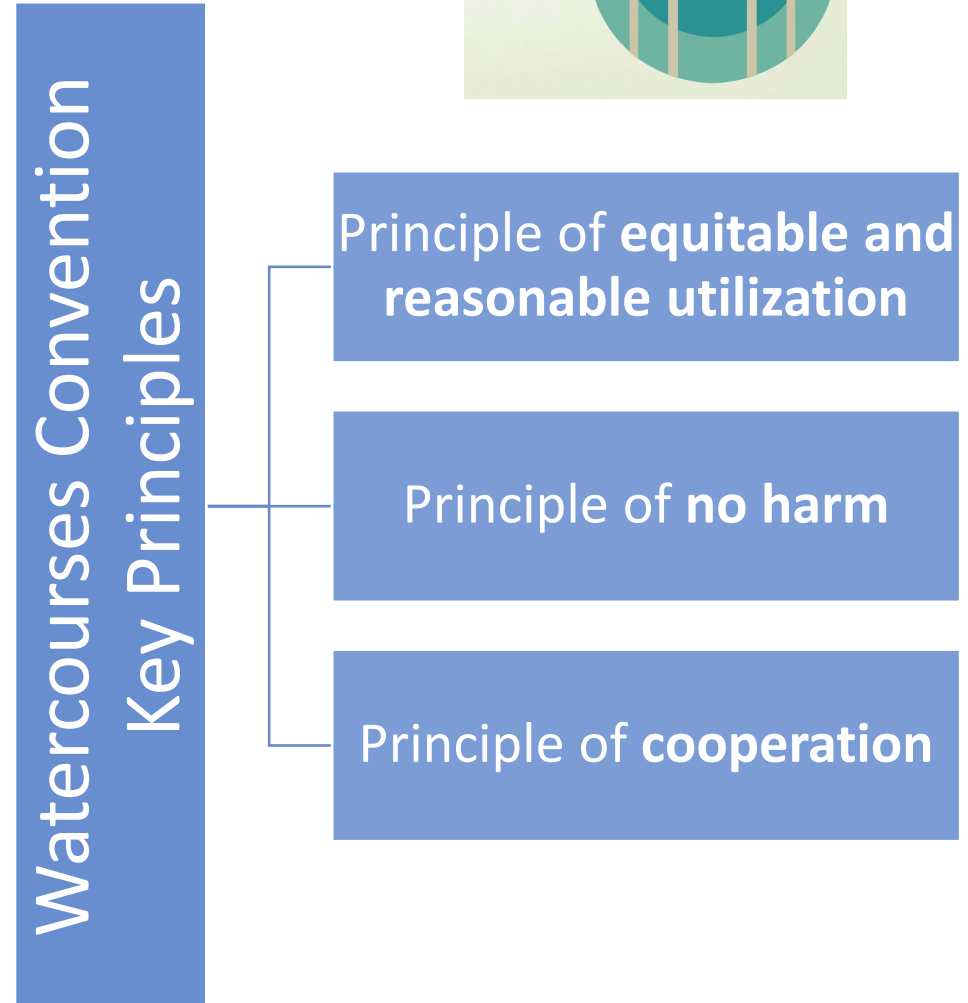 Watercourses Convention
Key Principles
Principle of equitable and
reasonable utilization
Principle of no harm
Principle of cooperation